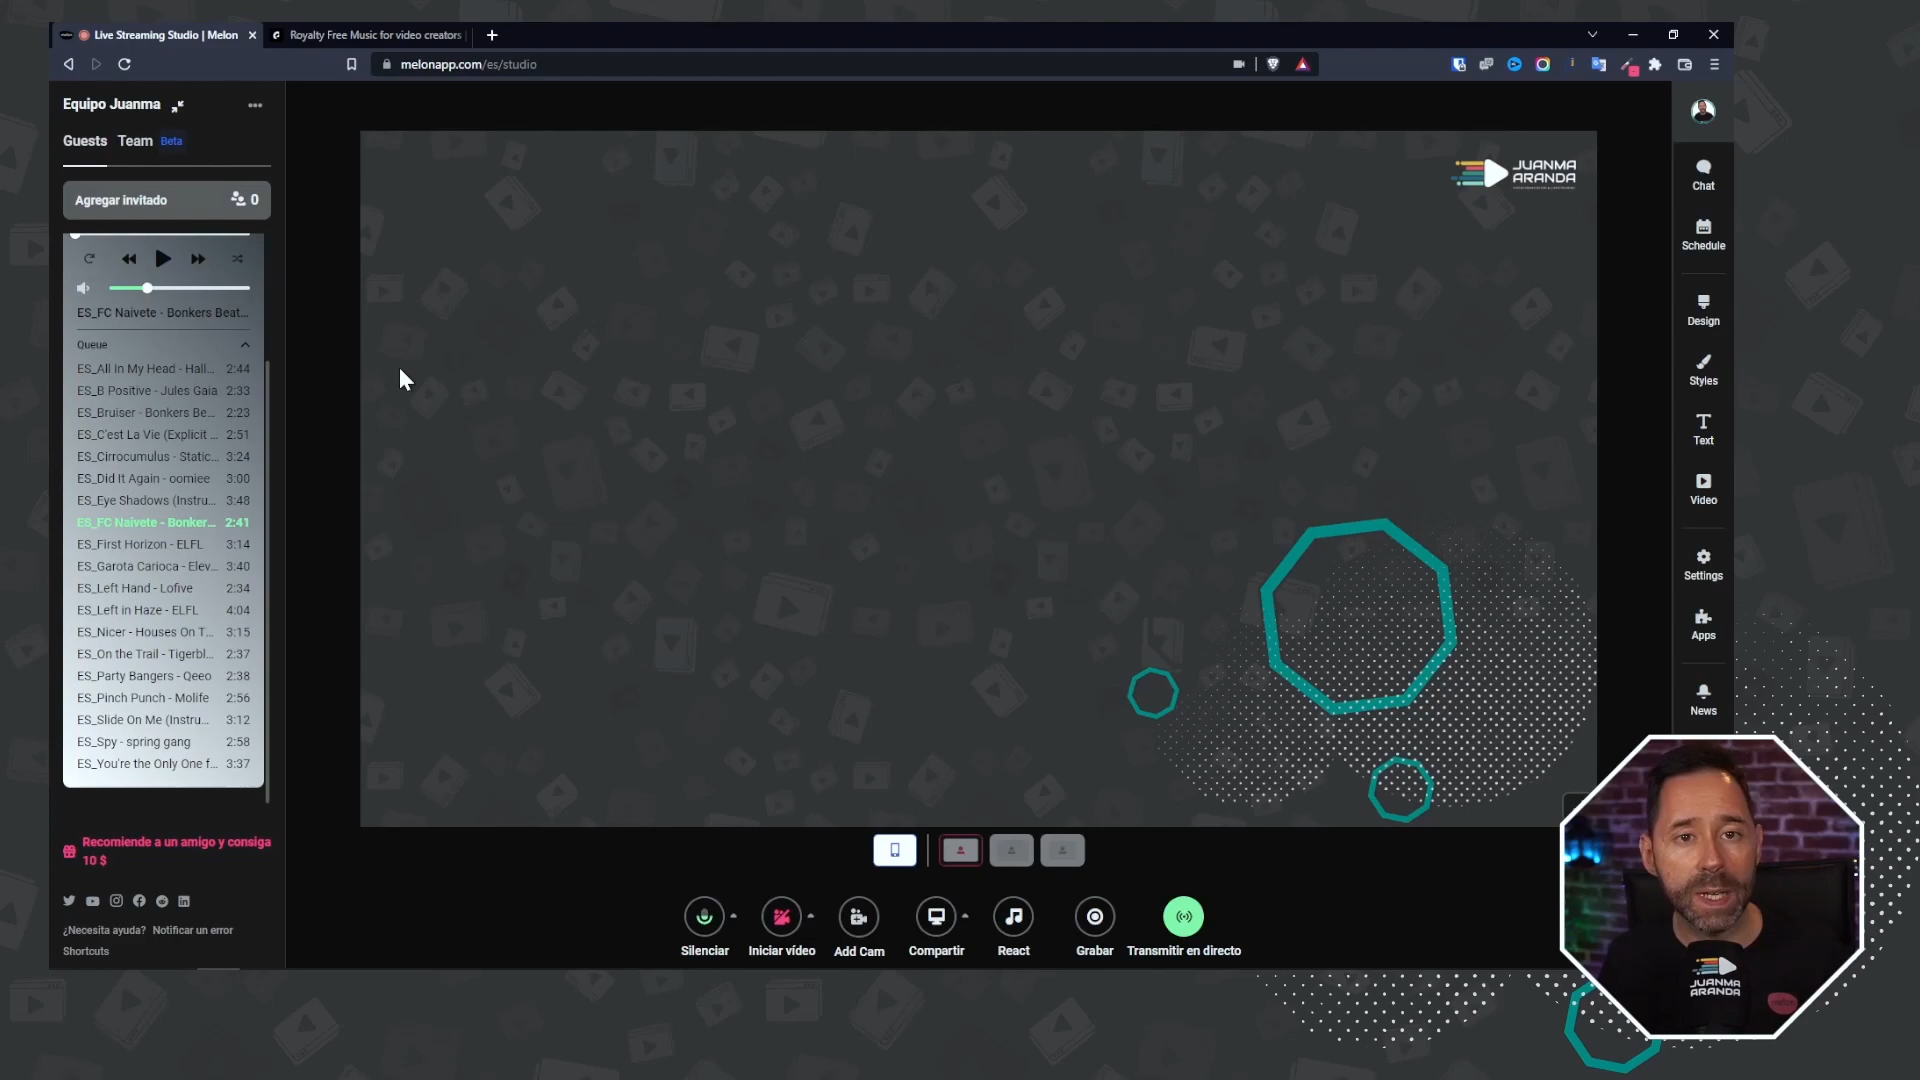 Live Streaming Studio | Melon
Royalty Free Music for video creators
melonapp.com/es/studio
Equipo Juanma
Guests Team Beta
Agregar invitado 0
ES_FC Naivete - Bonkers Beat...
Queue
ES_All In My Head - Hall... 2:44
ES_B Positive - Jules Gaia 2:33
ES_Bruiser - Bonkers Be... 2:23
ES_C'est La Vie (Explicit ... 2:51
ES_Cirrocumulus - Static... 3:24
ES_Did It Again - oomiee 3:00
ES_Eye Shadows (Instru... 3:48
ES_FC Naivete - Bonker... 2:41
ES_First Horizon - ELFL 3:14
ES_Garota Carioca - Elev... 3:40
ES_Left Hand - Lofive 2:34
ES_Left in Haze - ELFL 4:04
ES_Nicer - Houses On T... 3:15
ES_On the Trail - Tigerbl... 2:37
ES_Party Bangers - Qeeo 2:38
ES_Pinch Punch - Molife 2:56
ES_Slide On Me (Instru... 3:12
ES_Spy - spring gang 2:58
ES_You're the Only One f... 3:37
Recomiende a un amigo y consiga
10 $
¿Necesita ayuda? Notificar un error
Shortcuts
JUANMA
ARANDA
Silenciar
Iniciar vídeo
Add Cam
Compartir
React
Grabar
Transmitir en directo
Chat
Schedule
Design
Styles
Text
Video
Settings
Apps
News
JUANMA
ARANDA
melon